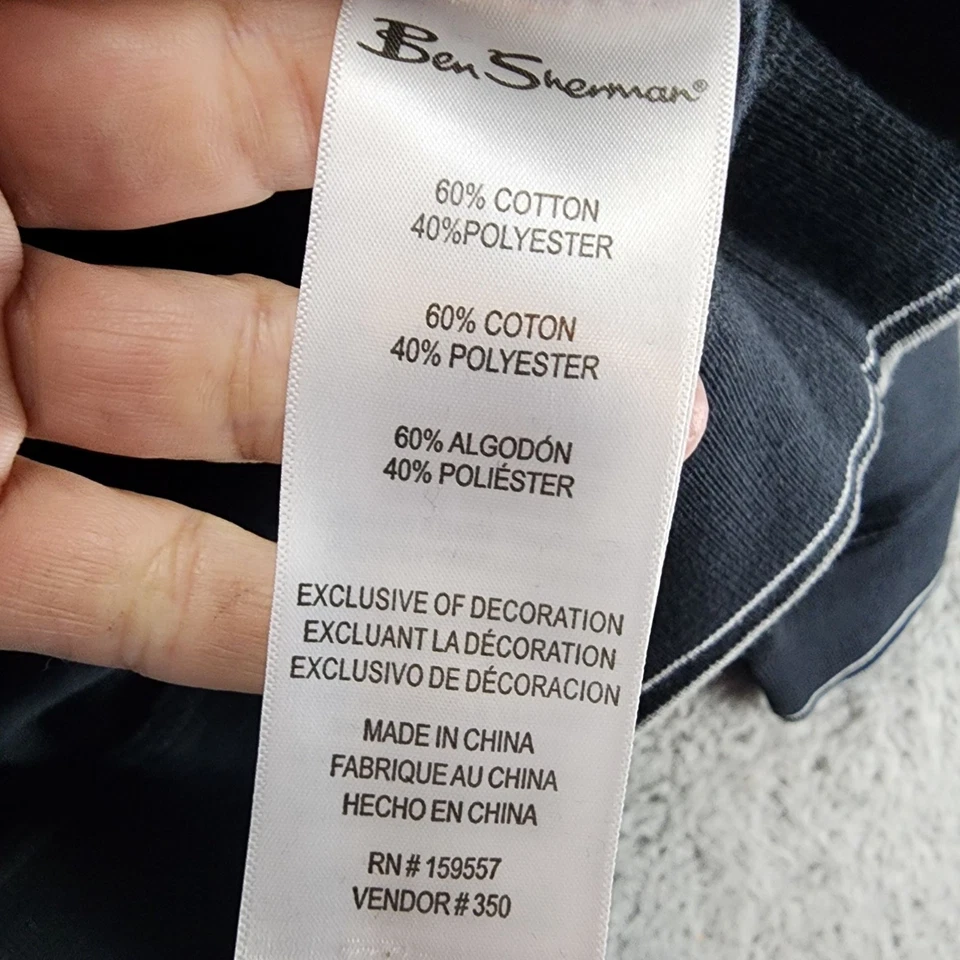 Ben Sherman®
60% COTTON
40%POLYESTER
60% COTON
40% POLYESTER
60% ALGODÓN
40% POLIÉSTER
EXCLUSIVE OF DECORATION
EXCLUANT LA DÉCORATION
EXCLUSIVO DE DÉCORACION
MADE IN CHINA
FABRIQUE AU CHINA
HECHO EN CHINA
RN # 159557
VENDOR # 350